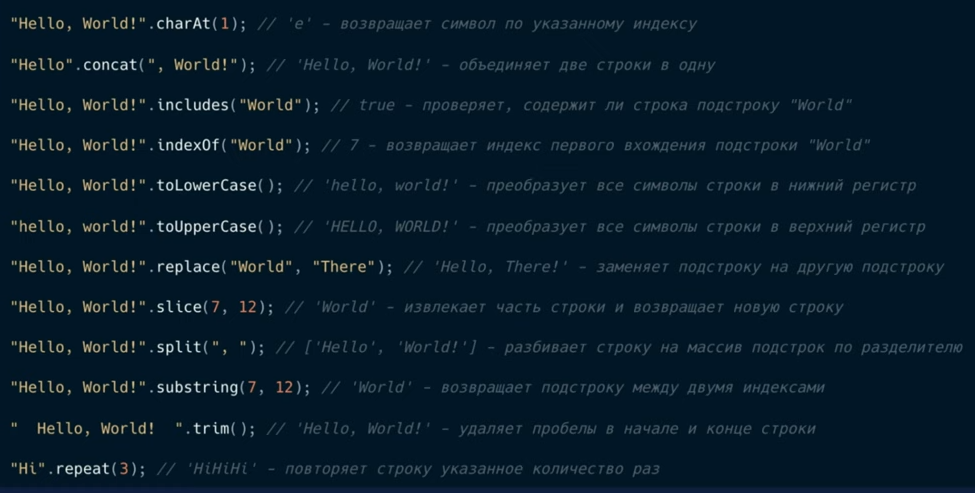 "Hello, World!".charAt(1); // 'e' – возвращает символ по указанному индексу
"Hello".concat(", World!"); // 'Hello, World!' – объединяет две строки в одну
"Hello, World!".includes("World"); // true – проверяет, содержит ли строка подстроку "World"
"Hello, World!".indexOf("World"); // 7 – возвращает индекс первого вхождения подстроки "World"
"Hello, World!".toLowerCase(); // 'hello, world!' – преобразует все символы строки в нижний регистр
"hello, world!".toUpperCase(); // 'HELLO, WORLD!' – преобразует все символы строки в верхний регистр
"Hello, World!".replace("World", "There"); // 'Hello, There!' – заменяет подстроку на другую подстроку
"Hello, World!".slice(7, 12); // 'World' – извлекает часть строки и возвращает новую строку
"Hello, World!".split(", "); // ['Hello', 'World!'] – разбивает строку на массив подстрок по разделителю
"Hello, World!".substring(7, 12); // 'World' – возвращает подстроку между двумя индексами
"  Hello, World!  ".trim(); // 'Hello, World!' – удаляет пробелы в начале и конце строки
"Hi".repeat(3); // 'HiHiHi' – повторяет строку указанное количество раз